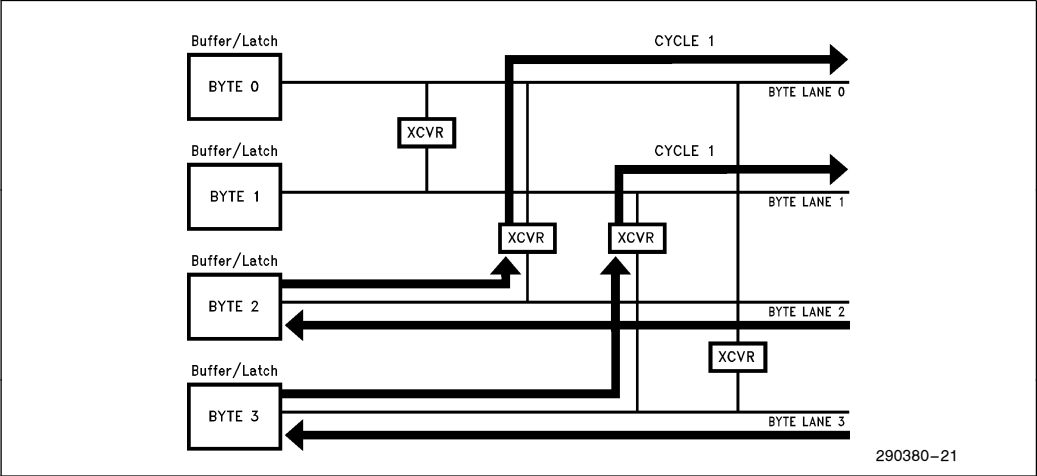 Buffer/Latch
CYCLE 1
BYTE 0
BYTE LANE 0
XCVR
Buffer/Latch
CYCLE 1
BYTE 1
BYTE LANE 1
XCVR
XCVR
Buffer/Latch
BYTE 2
BYTE LANE 2
XCVR
Buffer/Latch
BYTE 3
BYTE LANE 3
290380-21